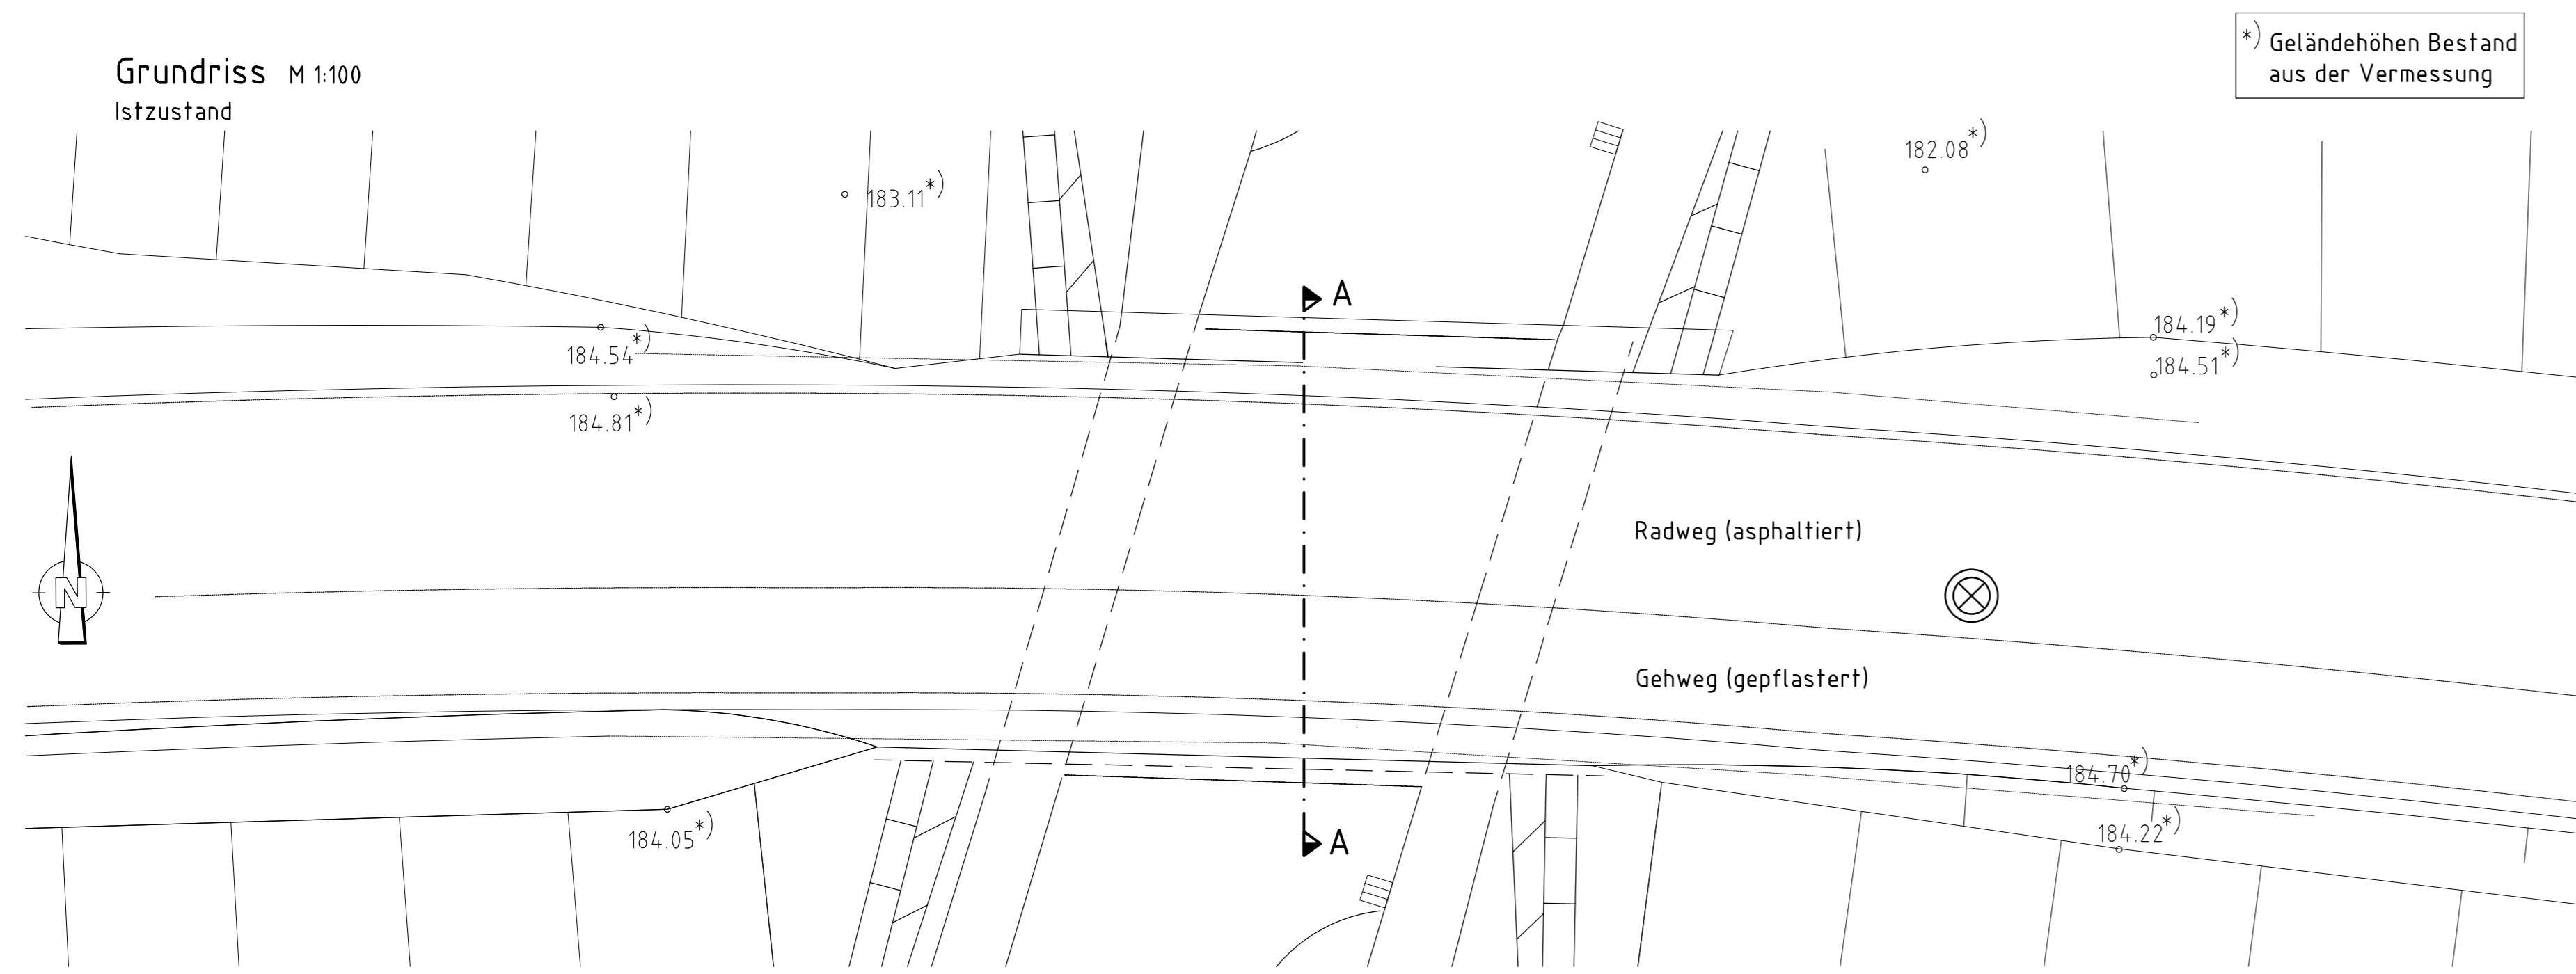 *) Geländehöhen Bestand
aus der Vermessung
Grundriss M 1:100
Istzustand
182.08*)
183.11*)
A
184.19*)
184.54*)
184.51*)
184.81*)
Radweg (asphaltiert)
N
Gehweg (gepflastert)
184.70*)
184.05*)
184.22*)
A